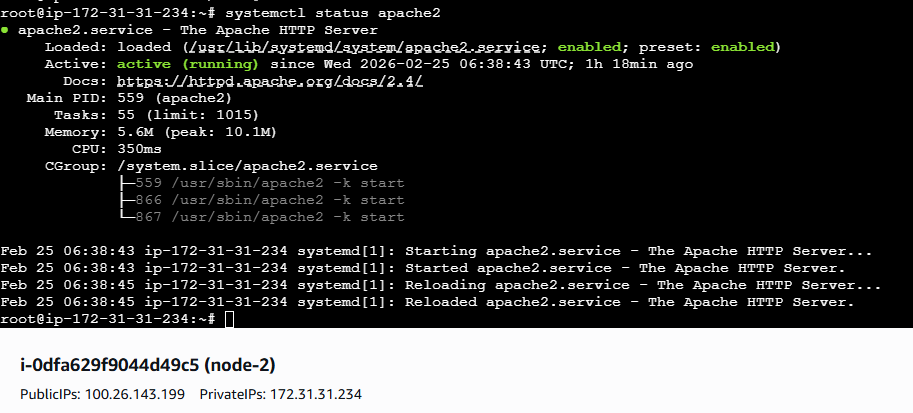 root@ip-172-31-31-234:~# systemctl status apache2
● apache2.service - The Apache HTTP Server
     Loaded: loaded (/usr/lib/systemd/system/apache2.service; enabled; preset: enabled)
     Active: active (running) since Wed 2026-02-25 06:38:43 UTC; 1h 18min ago
       Docs: https://httpd.apache.org/docs/2.4/
   Main PID: 559 (apache2)
      Tasks: 55 (limit: 1015)
     Memory: 5.6M (peak: 10.1M)
        CPU: 350ms
     CGroup: /system.slice/apache2.service
             ├─559 /usr/sbin/apache2 -k start
             ├─866 /usr/sbin/apache2 -k start
             └─867 /usr/sbin/apache2 -k start
Feb 25 06:38:43 ip-172-31-31-234 systemd[1]: Starting apache2.service - The Apache HTTP Server...
Feb 25 06:38:43 ip-172-31-31-234 systemd[1]: Started apache2.service - The Apache HTTP Server.
Feb 25 06:38:45 ip-172-31-31-234 systemd[1]: Reloading apache2.service - The Apache HTTP Server...
Feb 25 06:38:45 ip-172-31-31-234 systemd[1]: Reloaded apache2.service - The Apache HTTP Server.
root@ip-172-31-31-234:~#
i-0dfa629f9044d49c5 (node-2)
PublicIPs: 100.26.143.199 PrivateIPs: 172.31.31.234